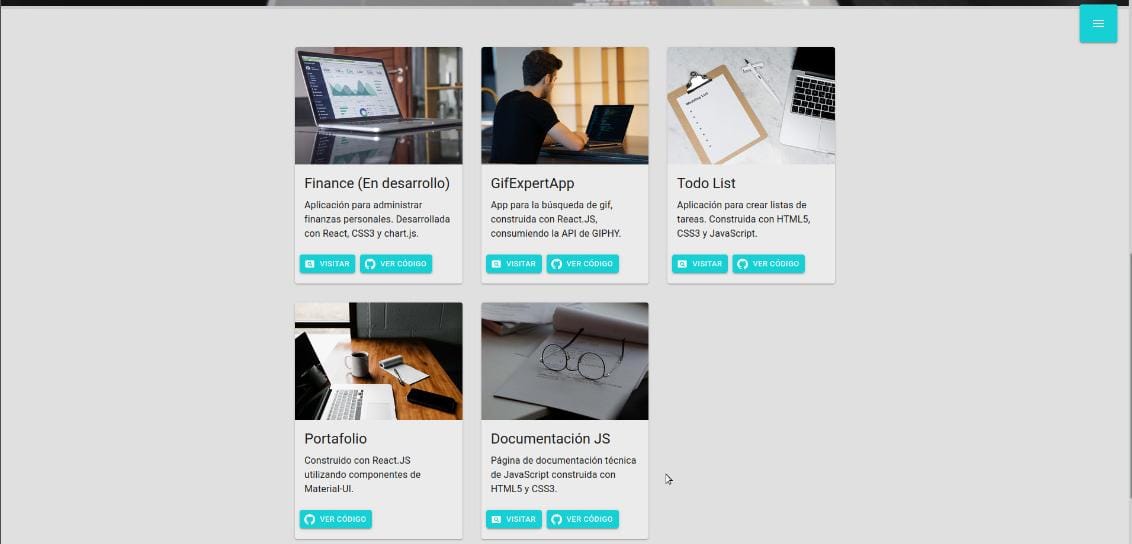 Finance (En desarrollo)
Aplicación para administrar
finanzas personales. Desarrollada
con React, CSS3 y chart.js.
VISITAR
VER CÓDIGO
GifExpertApp
App para la búsqueda de gif,
construida con React.JS,
consumiendo la API de GIPHY.
VISITAR
VER CÓDIGO
Todo List
Aplicación para crear listas de
tareas. Construida con HTML5,
CSS3 y JavaScript.
VISITAR
VER CÓDIGO
Portafolio
Construido con React.JS
utilizando componentes de
Material-UI.
VER CÓDIGO
Documentación JS
Página de documentación técnica
de JavaScript construida con
HTML5 y CSS3.
VISITAR
VER CÓDIGO